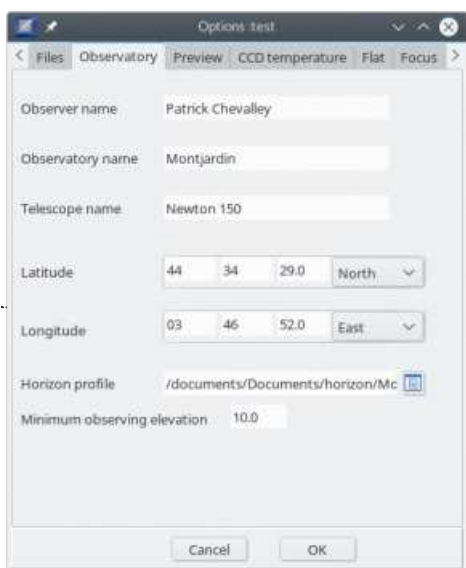 Options :test
Files Observatory Preview CCD temperature Flat Focus
Observer name Patrick Chevalley
Observatory name Montjardin
Telescope name Newton 150
Latitude 44 34 29.0 North
Longitude 03 46 52.0 East
Horizon profile /documents/Documents/horizon/Mc
Minimum observing elevation 10.0
Cancel OK